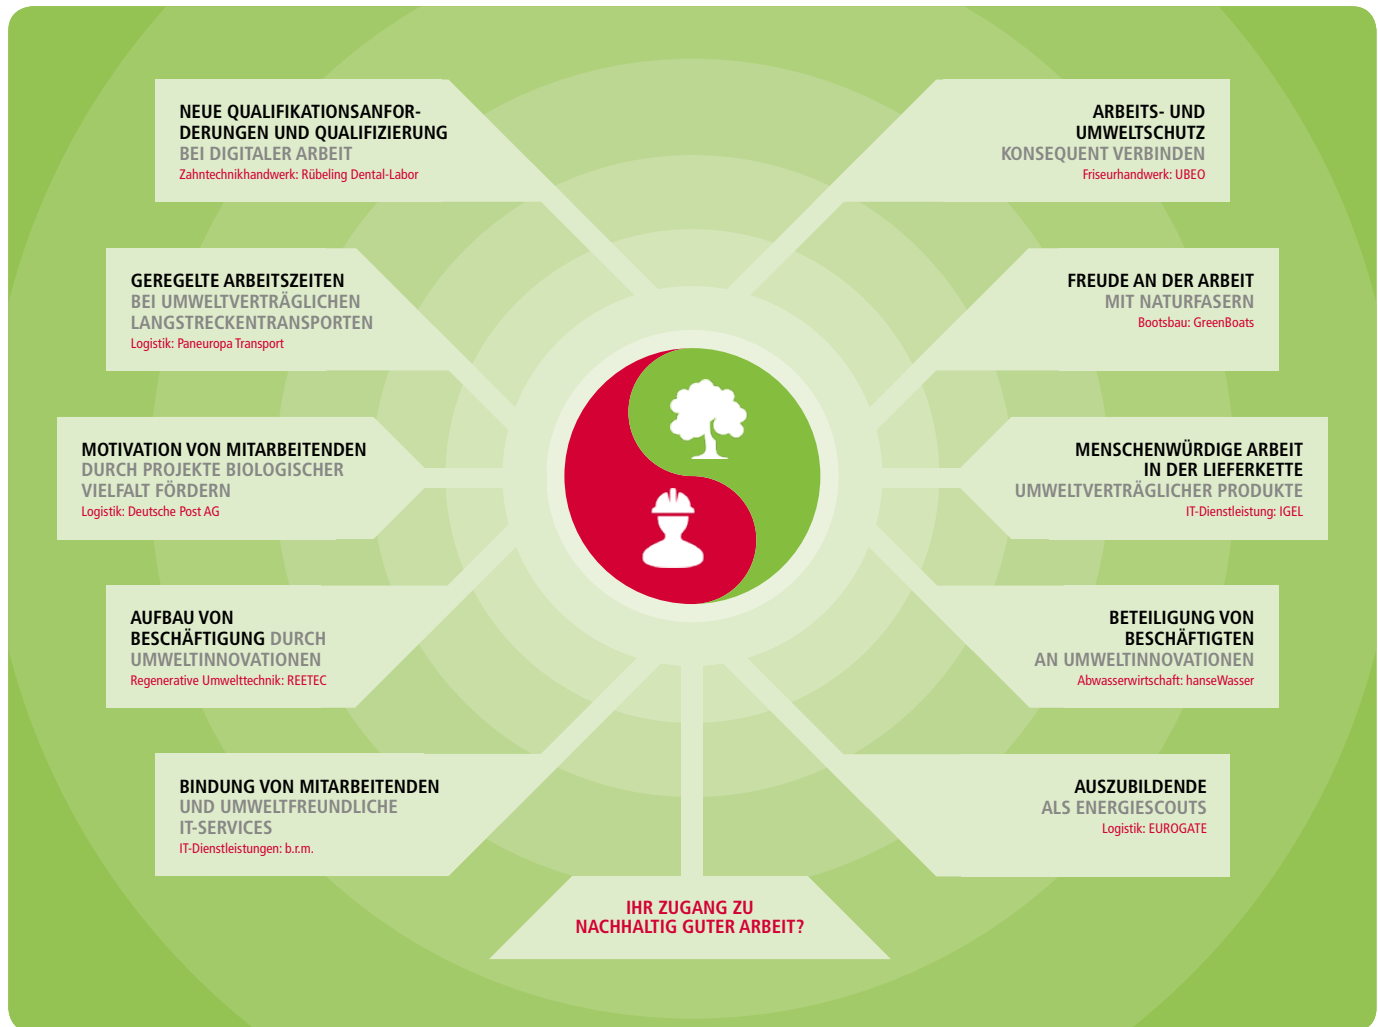 NEUE QUALIFIKATIONSANFOR-
DERUNGEN UND QUALIFIZIERUNG
BEI DIGITALER ARBEIT
Zahntechnikhandwerk: Rübeling Dental-Labor
GEREGELTE ARBEITSZEITEN
BEI UMWELTVERTRÄGLICHEN
LANGSTRECKENTRANSPORTEN
Logistik: Paneuropa Transport
MOTIVATION VON MITARBEITENDEN
DURCH PROJEKTE BIOLOGISCHER
VIELFALT FÖRDERN
Logistik: Deutsche Post AG
AUFBAU VON
BESCHÄFTIGUNG DURCH
UMWELTINNOVATIONEN
Regenerative Umwelttechnik: REETEC
BINDUNG VON MITARBEITENDEN
UND UMWELTFREUNDLICHE
IT-SERVICES
IT-Dienstleistungen: b.r.m.
ARBEITS- UND
UMWELTSCHUTZ
KONSEQUENT VERBINDEN
Friseurhandwerk: UBEO
FREUDE AN DER ARBEIT
MIT NATURFASERN
Bootsbau: GreenBoats
MENSCHENWÜRDIGE ARBEIT
IN DER LIEFERKETTE
UMWELTVERTRÄGLICHER PRODUKTE
IT-Dienstleistung: IGEL
BETEILIGUNG VON
BESCHÄFTIGTEN
AN UMWELTINNOVATIONEN
Abwasserwirtschaft: hanseWasser
AUSZUBILDENDE
ALS ENERGIESCOUTS
Logistik: EUROGATE
IHR ZUGANG ZU
NACHHALTIG GUTER ARBEIT?